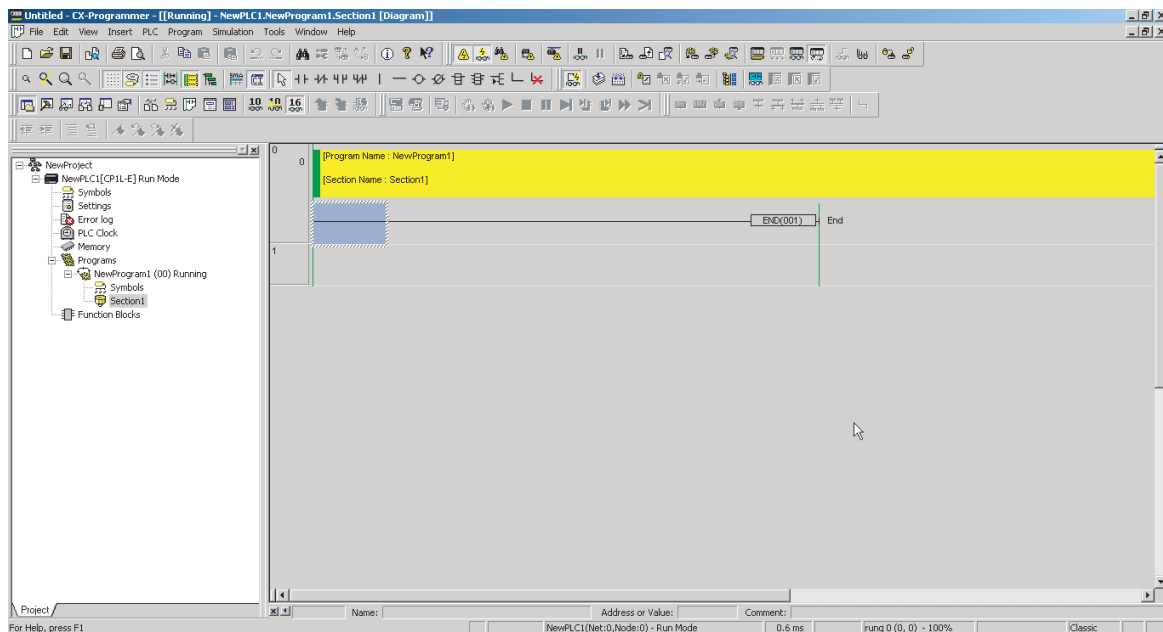 Untitled - CX-Programmer - [[Running] - NewPLC1.NewProgram1.Section1 [Diagram]]
File Edit View Insert PLC Program Simulation Tools Window Help
10 10 16
NewProject
NewPLC1[CP1L-E] Run Mode
Symbols
Settings
Error log
PLC Clock
Memory
Programs
NewProgram1 (00) Running
Symbols
Section1
Function Blocks
Project
0
0
[Program Name : NewProgram1]
[Section Name : Section1]
END(001)
End
1
Name:
Address or Value:
Comment:
For Help, press F1
NewPLC1(Net:0,Node:0) - Run Mode
0.6 ms
rung 0 (0, 0) - 100%
Classic